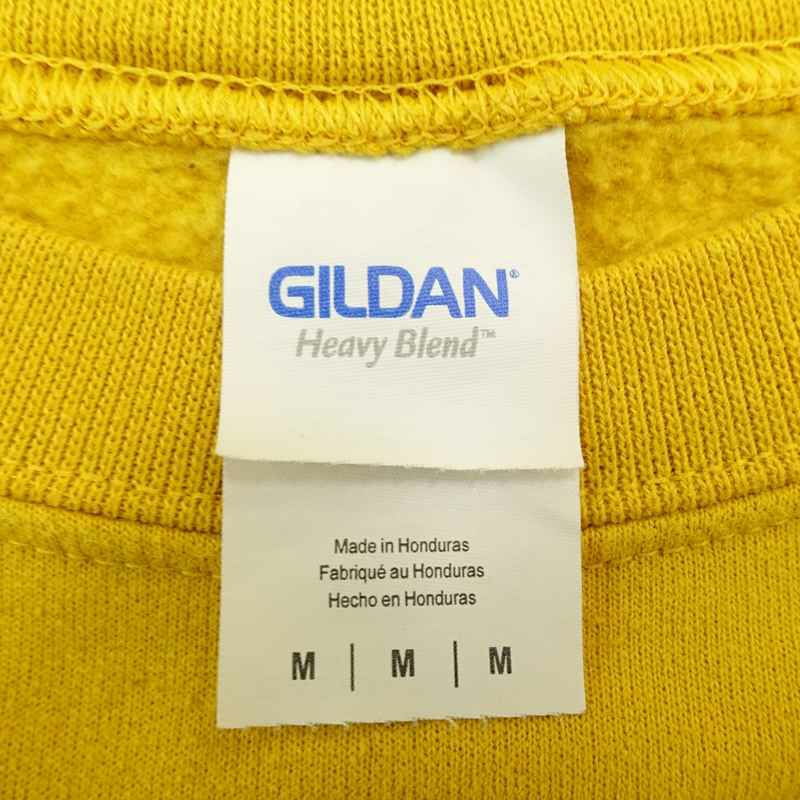 GILDAN®
Heavy Blend™
Made in Honduras
Fabriqué au Honduras
Hecho en Honduras
M | M | M